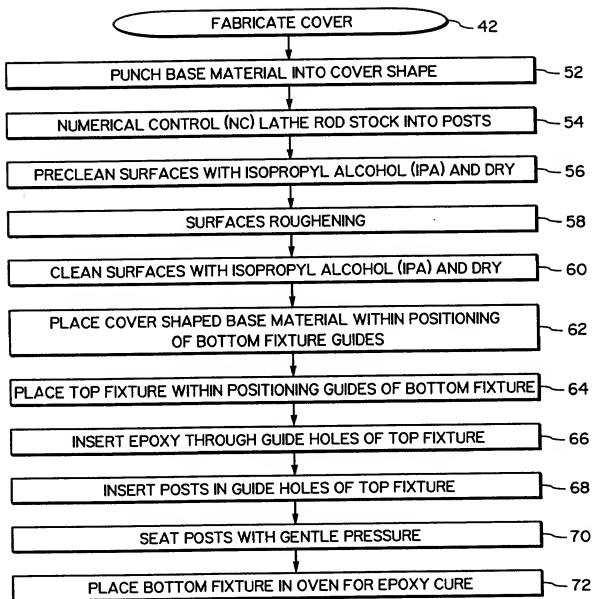 FABRICATE COVER 42
PUNCH BASE MATERIAL INTO COVER SHAPE 52
NUMERICAL CONTROL (NC) LATHE ROD STOCK INTO POSTS 54
PRECLEAN SURFACES WITH ISOPROPYL ALCOHOL (IPA) AND DRY 56
SURFACES ROUGHENING 58
CLEAN SURFACES WITH ISOPROPYL ALCOHOL (IPA) AND DRY 60
PLACE COVER SHAPED BASE MATERIAL WITHIN POSITIONING
OF BOTTOM FIXTURE GUIDES 62
PLACE TOP FIXTURE WITHIN POSITIONING GUIDES OF BOTTOM FIXTURE 64
INSERT EPOXY THROUGH GUIDE HOLES OF TOP FIXTURE 66
INSERT POSTS IN GUIDE HOLES OF TOP FIXTURE 68
SEAT POSTS WITH GENTLE PRESSURE 70
PLACE BOTTOM FIXTURE IN OVEN FOR EPOXY CURE 72